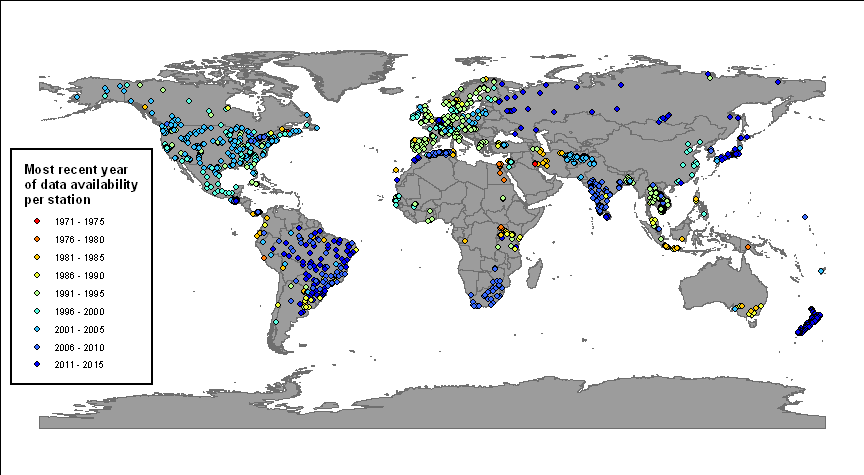 Most recent year
of data availability
per station
1971 - 1975
1976 - 1980
1981 - 1985
1986 - 1990
1991 - 1995
1996 - 2000
2001 - 2005
2006 - 2010
2011 - 2015